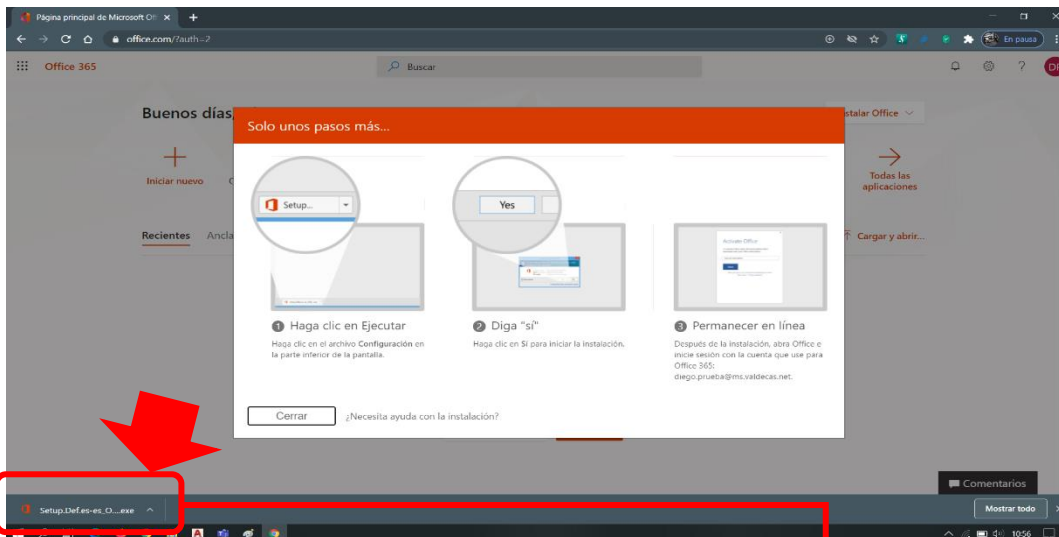 Página principal de Microsoft Of
office.com/?auth=2
En pausa
Office 365
Buscar
Buenos días,
stalar Office
Solo unos pasos más...
Iniciar nuevo
Todas las
aplicaciones
Setup...
Yes
Recientes
Ancla
Cargar y abrir...
Activate Office
1 Haga clic en Ejecutar
Haga clic en el archivo Configuración en
la parte inferior de la pantalla.
2 Diga "sí"
Haga clic en Sí para iniciar la instalación.
3 Permanecer en línea
Después de la instalación, abra Office e
inicie sesión con la cuenta que use para
Office 365:
diego.prueba@ms.valdecas.net.
Cerrar
¿Necesita ayuda con la instalación?
Comentarios
Setup.Def.es-es_O....exe
Mostrar todo
10:56